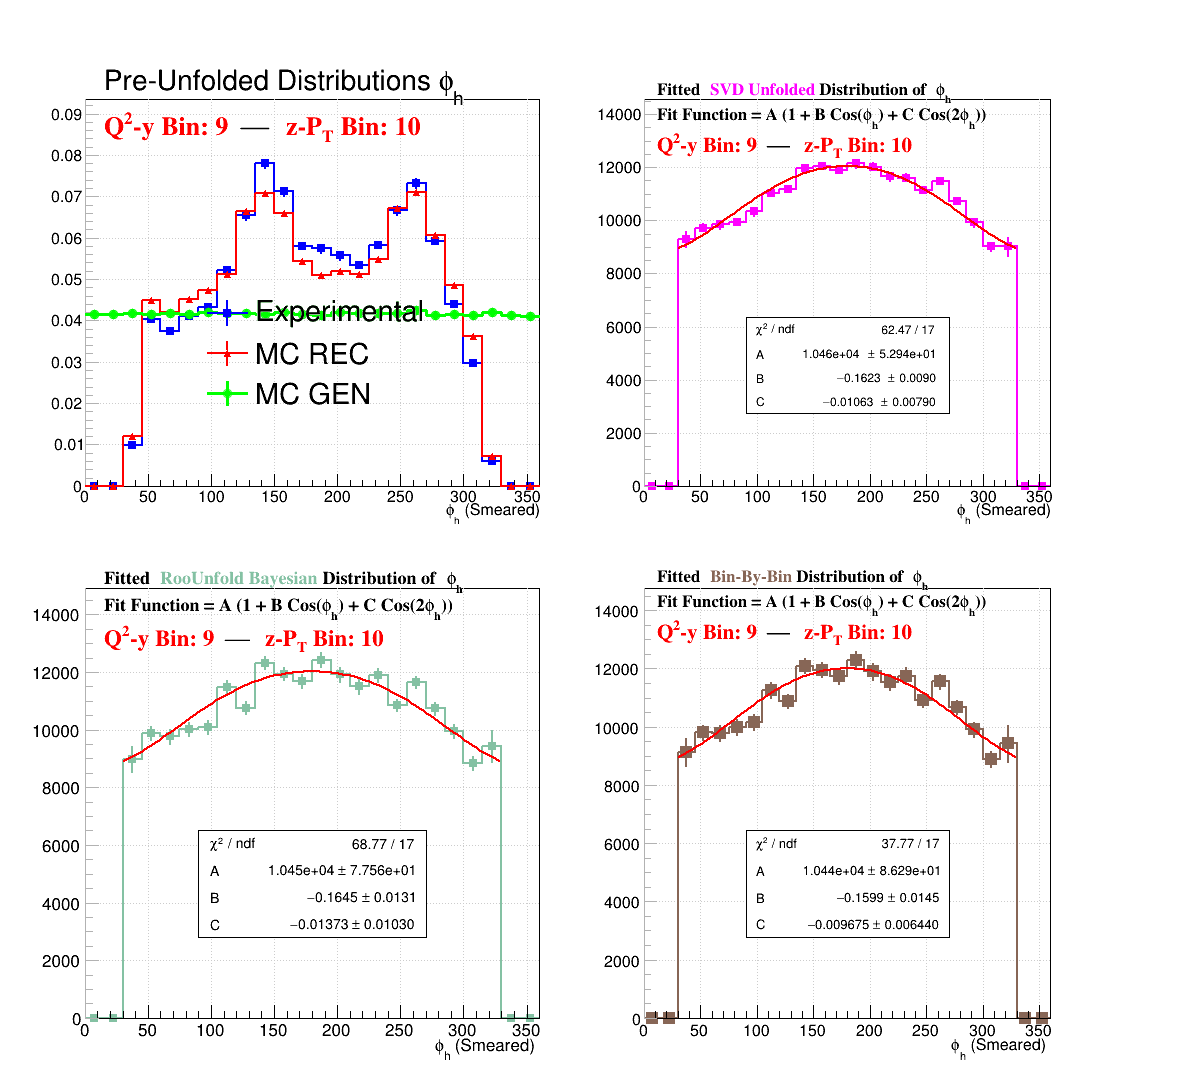 Pre-Unfolded Distributions ϕh
Q²-y Bin: 9 — z-PT Bin: 10
0.09
0.08
0.07
0.06
0.05
0.04
0.03
0.02
0.01
0
Experimental
MC REC
MC GEN
0 50 100 150 200 250 300 350
ϕh (Smeared)
Fitted SVD Unfolded Distribution of ϕh
Fit Function = A (1 + B Cos(ϕh) + C Cos(2ϕh))
Q²-y Bin: 9 — z-PT Bin: 10
14000
12000
10000
8000
6000
4000
2000
0
χ² / ndf 62.47 / 17
A 1.046e+04 ± 5.294e+01
B −0.1623 ± 0.0090
C −0.01063 ± 0.00790
0 50 100 150 200 250 300 350
ϕh (Smeared)
Fitted RooUnfold Bayesian Distribution of ϕh
Fit Function = A (1 + B Cos(ϕh) + C Cos(2ϕh))
Q²-y Bin: 9 — z-PT Bin: 10
14000
12000
10000
8000
6000
4000
2000
0
χ² / ndf 68.77 / 17
A 1.045e+04 ± 7.756e+01
B −0.1645 ± 0.0131
C −0.01373 ± 0.01030
0 50 100 150 200 250 300 350
ϕh (Smeared)
Fitted Bin-By-Bin Distribution of ϕh
Fit Function = A (1 + B Cos(ϕh) + C Cos(2ϕh))
Q²-y Bin: 9 — z-PT Bin: 10
14000
12000
10000
8000
6000
4000
2000
0
χ² / ndf 37.77 / 17
A 1.044e+04 ± 8.629e+01
B −0.1599 ± 0.0145
C −0.009675 ± 0.006440
0 50 100 150 200 250 300 350
ϕh (Smeared)